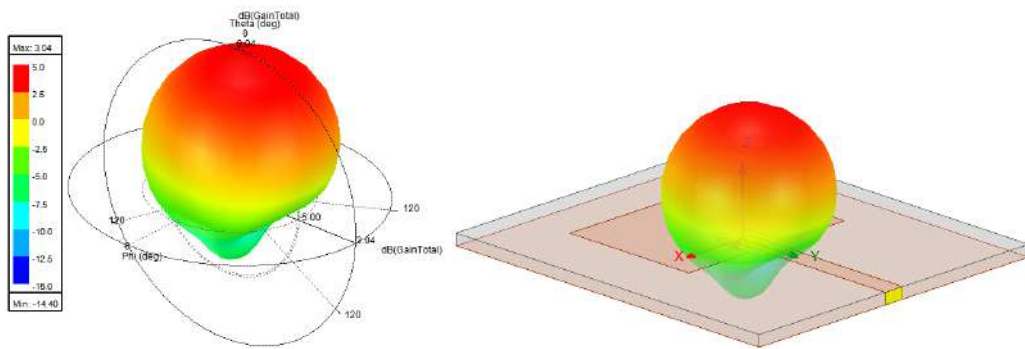 dB(GainTotal)
Theta (deg)
0
Max: 3.04
5.0
2.5
0.0
-2.5
-5.0
-7.5
-10.0
-12.5
-15.0
Min: -14.40
120
Phi (deg)
-5.00
3.04
120
dB(GainTotal)
120
Z
X
Y